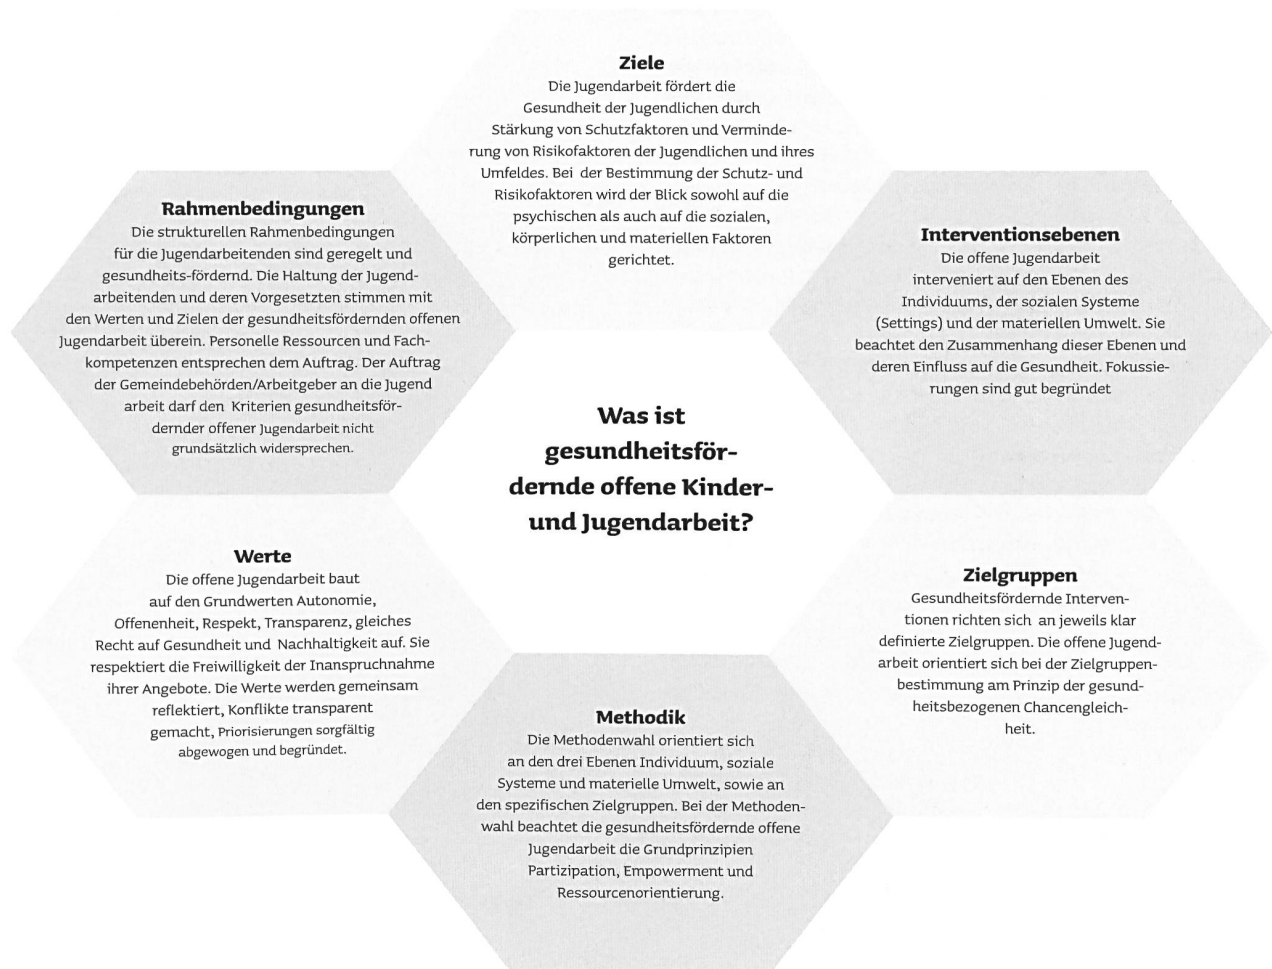 Ziele
Die Jugendarbeit fördert die
Gesundheit der Jugendlichen durch
Stärkung von Schutzfaktoren und Verminde-
rung von Risikofaktoren der Jugendlichen und ihres
Umfeldes. Bei der Bestimmung der Schutz- und
Risikofaktoren wird der Blick sowohl auf die
psychischen als auch auf die sozialen,
körperlichen und materiellen Faktoren
gerichtet.
Rahmenbedingungen
Die strukturellen Rahmenbedingungen
für die Jugendarbeitenden sind geregelt und
gesundheits-fördernd. Die Haltung der Jugend-
arbeitenden und deren Vorgesetzten stimmen mit
den Werten und Zielen der gesundheitsfördernden offenen
Jugendarbeit überein. Personelle Ressourcen und Fach-
kompetenzen entsprechen dem Auftrag. Der Auftrag
der Gemeindebehörden/Arbeitgeber an die Jugend
arbeit darf den Kriterien gesundheitsför-
dernder offener Jugendarbeit nicht
grundsätzlich widersprechen.
Interventionsebenen
Die offene Jugendarbeit
interveniert auf den Ebenen des
Individuums, der sozialen Systeme
(Settings) und der materiellen Umwelt. Sie
beachtet den Zusammenhang dieser Ebenen und
deren Einfluss auf die Gesundheit. Fokussie-
rungen sind gut begründet
Was ist
gesundheitsför-
dernde offene Kinder-
und Jugendarbeit?
Werte
Die offene Jugendarbeit baut
auf den Grundwerten Autonomie,
Offenenheit, Respekt, Transparenz, gleiches
Recht auf Gesundheit und Nachhaltigkeit auf. Sie
respektiert die Freiwilligkeit der Inanspruchnahme
ihrer Angebote. Die Werte werden gemeinsam
reflektiert, Konflikte transparent
gemacht, Priorisierungen sorgfältig
abgewogen und begründet.
Zielgruppen
Gesundheitsfördernde Interven-
tionen richten sich an jeweils klar
definierte Zielgruppen. Die offene Jugend-
arbeit orientiert sich bei der Zielgruppen-
bestimmung am Prinzip der gesund-
heitsbezogenen Chancengleich-
heit.
Methodik
Die Methodenwahl orientiert sich
an den drei Ebenen Individuum, soziale
Systeme und materielle Umwelt, sowie an
den spezifischen Zielgruppen. Bei der Methoden-
wahl beachtet die gesundheitsfördernde offene
Jugendarbeit die Grundprinzipien
Partizipation, Empowerment und
Ressourcenorientierung.